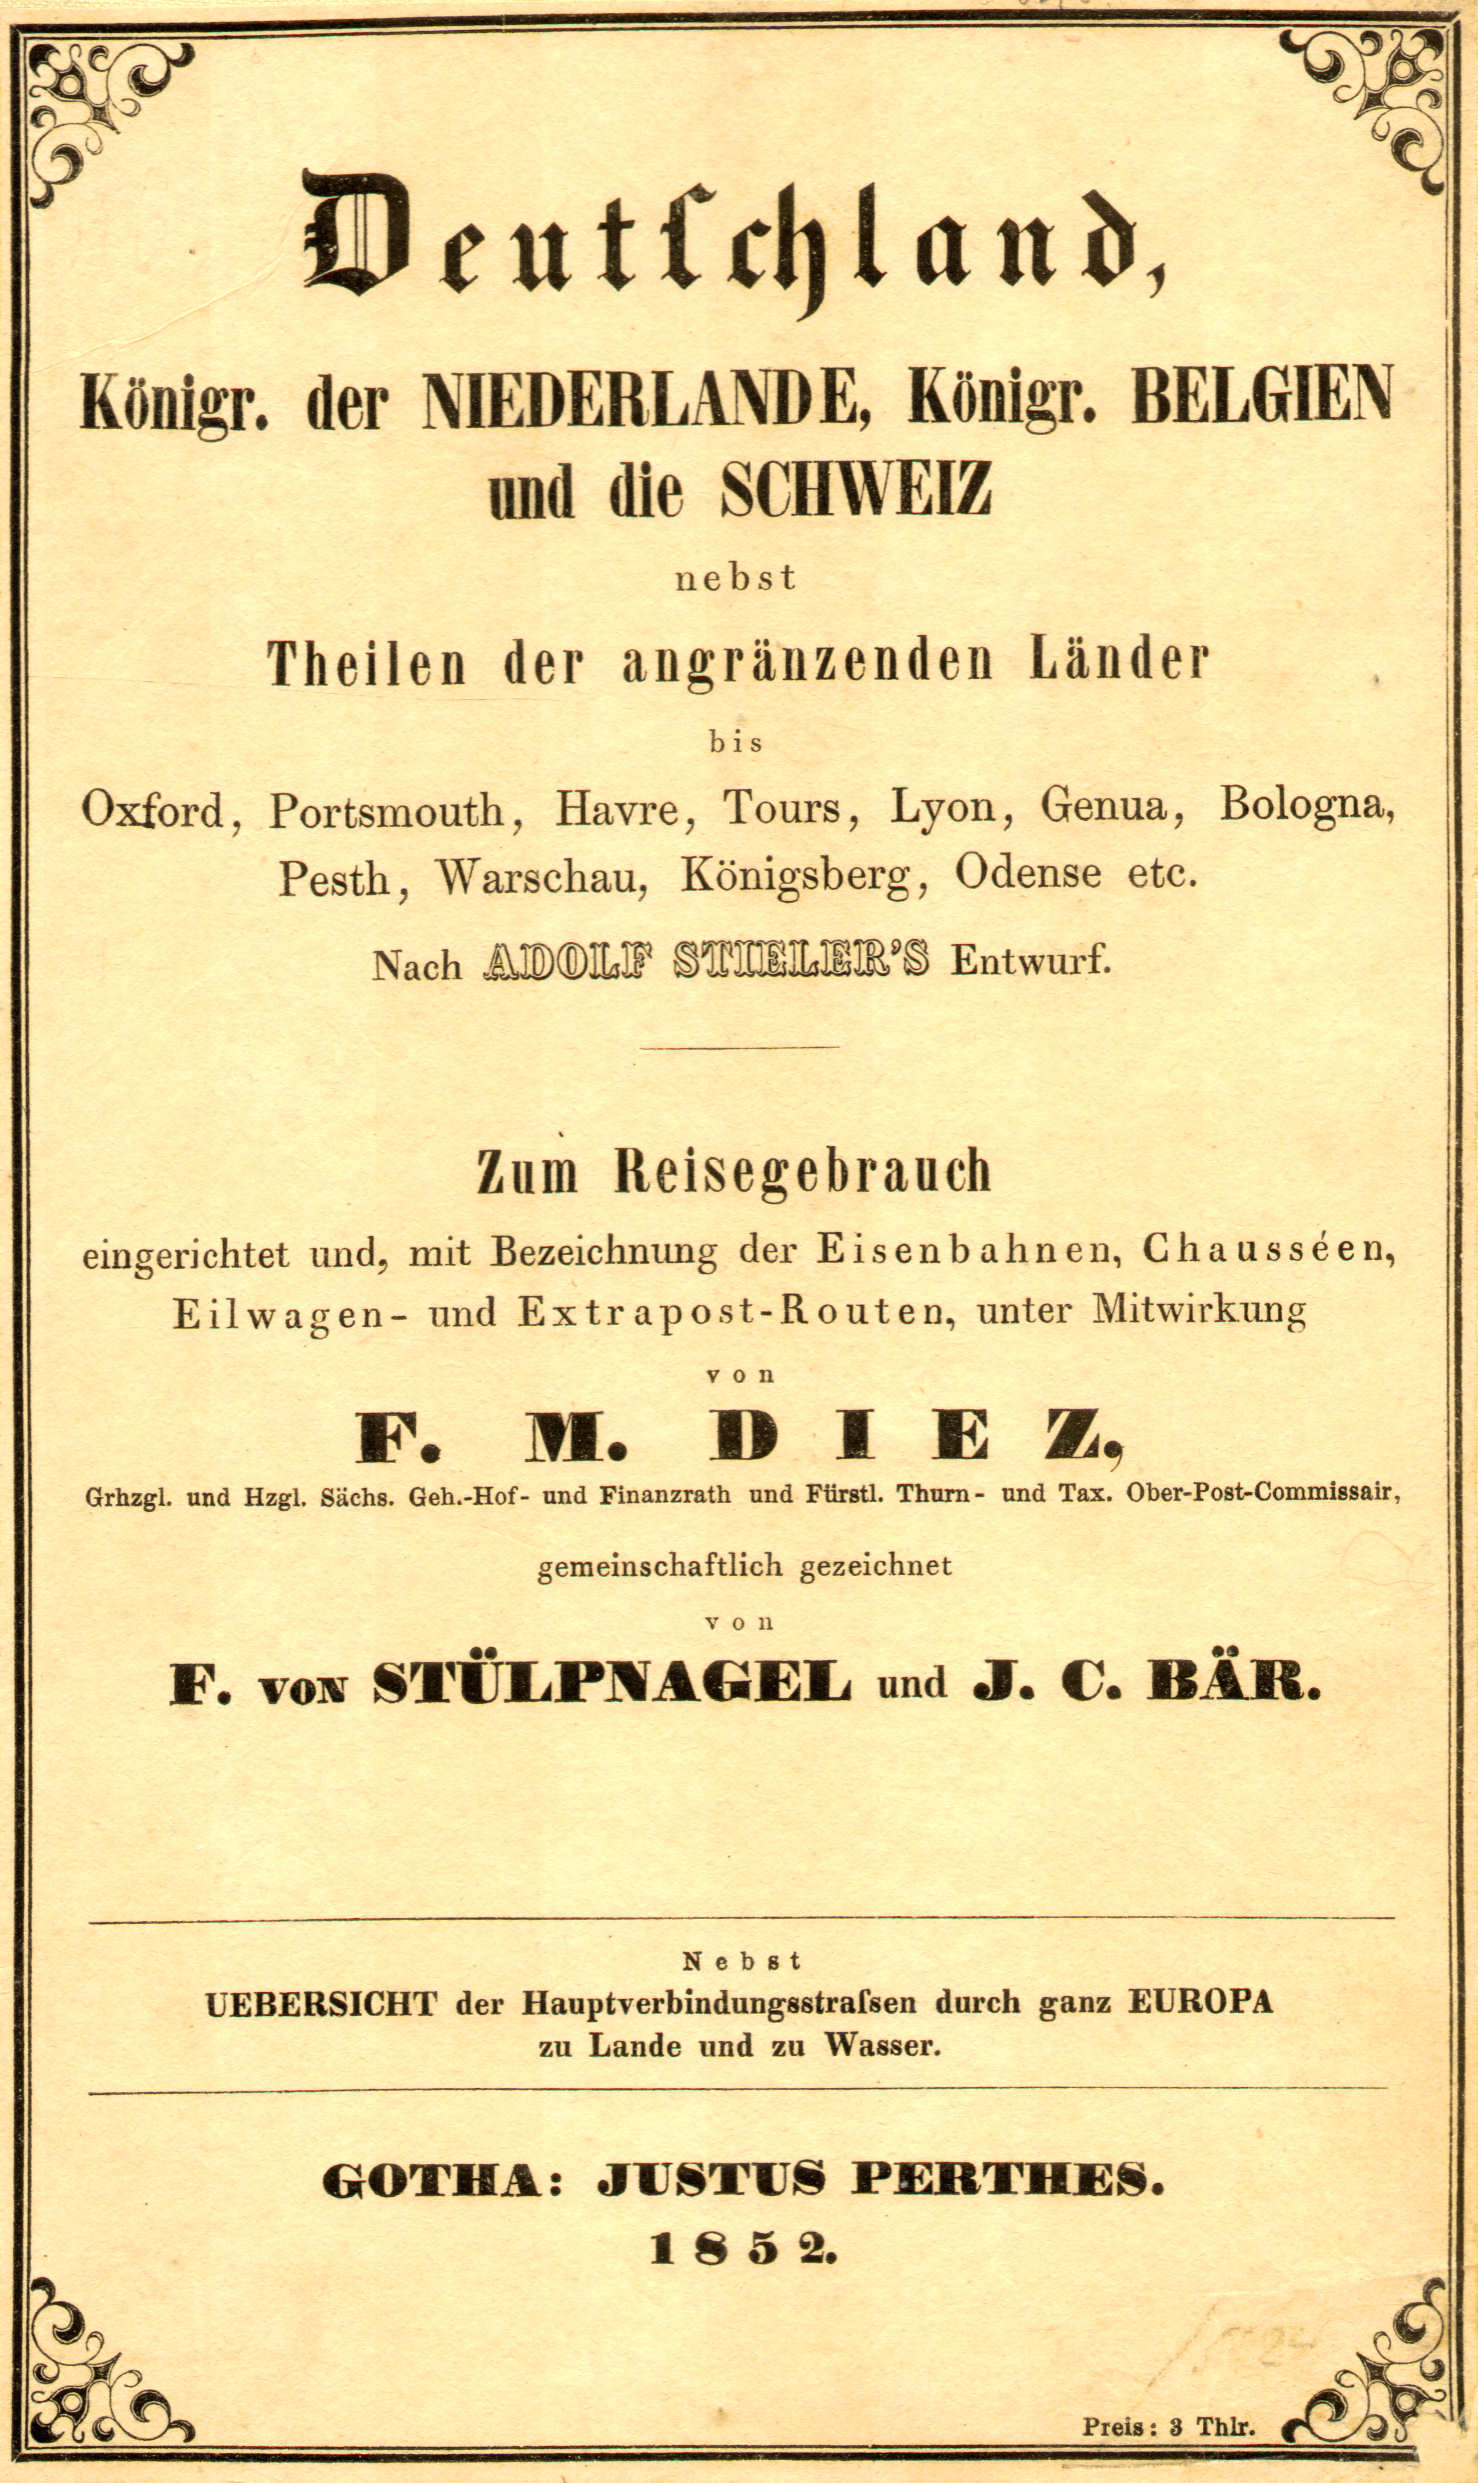 Deutſchland,
Königr. der NIEDERLANDE, Königr. BELGIEN
und die SCHWEIZ
nebst
Theilen der angränzenden Länder
bis
Oxford, Portsmouth, Havre, Tours, Lyon, Genua, Bologna,
Pesth, Warschau, Königsberg, Odense etc.
Nach ADOLF STIELER'S Entwurf.
Zum Reisegebrauch
eingerichtet und, mit Bezeichnung der Eisenbahnen, Chausséen,
Eilwagen- und Extrapost-Routen, unter Mitwirkung
von
F. M. DIEZ,
Grhzgl. und Hzgl. Sächs. Geh.-Hof- und Finanzrath und Fürstl. Thurn- und Tax. Ober-Post-Commissair,
gemeinschaftlich gezeichnet
von
F. VON STÜLPNAGEL und J. C. BÄR.
Nebst
UEBERSICHT der Hauptverbindungsstraſsen durch ganz EUROPA
zu Lande und zu Wasser.
GOTHA: JUSTUS PERTHES.
1852.
Preis: 3 Thlr.